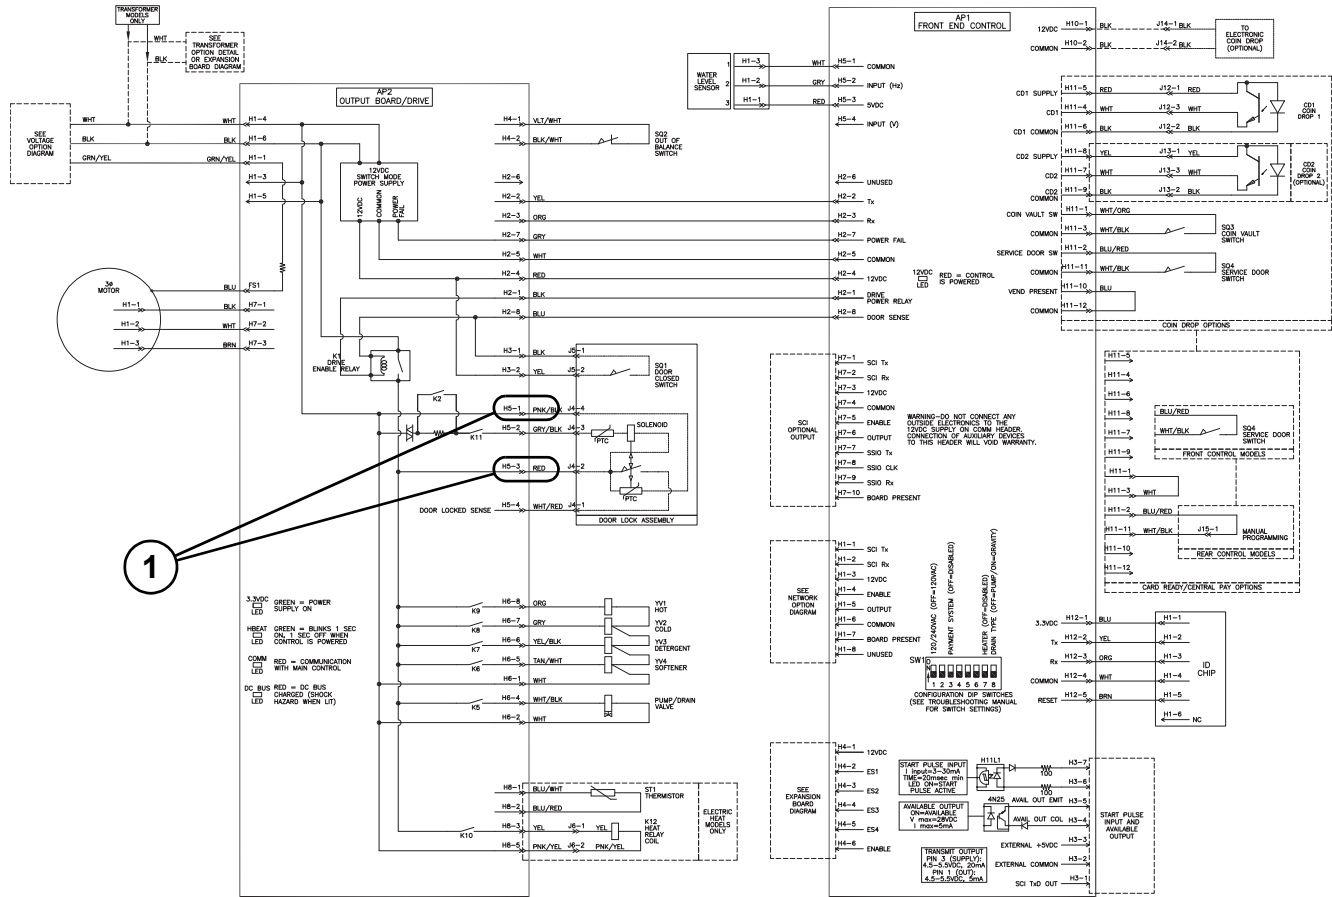 TRANSFORMER
MODELS
ONLY
WHT
BLK
SEE
TRANSFORMER
OPTION DETAIL
OR EXPANSION
BOARD DIAGRAM
SEE
VOLTAGE
OPTION
DIAGRAM
WHT
BLK
GRN/YEL
WHT
BLK
GRN/YEL
AP2
OUTPUT BOARD/DRIVE
H1-4
H1-6
H1-1
H1-3
H1-5
12VDC
SWITCH MODE
POWER SUPPLY
12VDC
COMMON
POWER
FAIL
3ø
MOTOR
H1-1
H1-2
H1-3
BLU
BLK
WHT
BRN
FS1
H7-1
H7-2
H7-3
K1
DRIVE
ENABLE RELAY
K2
K11
H4-1 VLT/WHT
H4-2 BLK/WHT
SQ2
OUT OF
BALANCE
SWITCH
H2-6
H2-2 YEL
H2-3 ORG
H2-7 GRY
H2-5 WHT
H2-4 RED
H2-1 BLK
H2-8 BLU
H3-1 BLK J5-1
H3-2 YEL J5-2
SQ1
DOOR
CLOSED
SWITCH
H5-1 PNK/BLK J4-4
H5-2 GRY/BLK J4-3
H5-3 RED J4-2
DOOR LOCKED SENSE H5-4 WHT/RED J4-1
SOLENOID
PTC
PTC
DOOR LOCK ASSEMBLY
1
3.3VDC
LED
GREEN = POWER
SUPPLY ON
HBEAT
LED
GREEN = BLINKS 1 SEC
ON, 1 SEC OFF WHEN
CONTROL IS POWERED
COMM
LED
RED = COMMUNICATION
WITH MAIN CONTROL
DC BUS
LED
RED = DC BUS
CHARGED (SHOCK
HAZARD WHEN LIT)
K9 H6-8 ORG
YV1
HOT
K8 H6-7 GRY
YV2
COLD
K7 H6-6 YEL/BLK
YV3
DETERGENT
K6 H6-5 TAN/WHT
YV4
SOFTENER
H6-1 WHT
K5 H6-4 WHT/BLK
PUMP/DRAIN
VALVE
H6-2 WHT
H8-1 BLU/WHT
H8-2 BLU/RED
ST1
THERMISTOR
K10 H8-3 YEL J6-1 YEL
H8-5 PNK/YEL J6-2 PNK/YEL
K12
HEAT
RELAY
COIL
ELECTRIC
HEAT
MODELS
ONLY
AP1
FRONT END CONTROL
WATER
LEVEL
SENSOR
1 H1-3 WHT H5-1 COMMON
2 H1-2 GRY H5-2 INPUT (Hz)
3 H1-1 RED H5-3 5VDC
H5-4 INPUT (V)
H2-6 UNUSED
H2-2 Tx
H2-3 Rx
H2-7 POWER FAIL
H2-5 COMMON
H2-4 12VDC
H2-1 DRIVE
POWER RELAY
H2-8 DOOR SENSE
12VDC
LED
RED = CONTROL
IS POWERED
SCI
OPTIONAL
OUTPUT
H7-1 SCI Tx
H7-2 SCI Rx
H7-3 12VDC
H7-4 COMMON
H7-5 ENABLE
H7-6 OUTPUT
H7-7 SSIO Tx
H7-8 SSIO CLK
H7-9 SSIO Rx
H7-10 BOARD PRESENT
WARNING-DO NOT CONNECT ANY
OUTSIDE ELECTRONICS TO THE
12VDC SUPPLY ON COMM HEADER.
CONNECTION OF AUXILIARY DEVICES
TO THIS HEADER WILL VOID WARRANTY.
SEE
NETWORK
OPTION
DIAGRAM
H1-1 SCI Tx
H1-2 SCI Rx
H1-3 12VDC
H1-4 ENABLE
H1-5 OUTPUT
H1-6 COMMON
H1-7 BOARD PRESENT
H1-8 UNUSED
120/240VAC (OFF=120VAC)
PAYMENT SYSTEM (OFF=DISABLED)
HEATER (OFF=DISABLED)
DRAIN TYPE (OFF=PUMP/ON=GRAVITY)
SW1
O
N
1 2 3 4 5 6 7 8
CONFIGURATION DIP SWITCHES
(SEE TROUBLESHOOTING MANUAL
FOR SWITCH SETTINGS)
SEE
EXPANSION
BOARD
DIAGRAM
H4-1 12VDC
H4-2 ES1
H4-3 ES2
H4-4 ES3
H4-5 ES4
H4-6 ENABLE
START PULSE INPUT
I input=3-30mA
TIME=20msec min
LED ON=START
PULSE ACTIVE
H11L1
100
100
AVAILABLE OUTPUT
ON=AVAILABLE
V max=28VDC
I max=5mA
4N25
AVAIL OUT EMIT
AVAIL OUT COL
TRANSMIT OUTPUT
PIN 3 (SUPPLY):
4.5-5.5VDC, 20mA
PIN 1 (OUT):
4.5-5.5VDC, 5mA
EXTERNAL +5VDC
EXTERNAL COMMON
SCI TxD OUT
H3-7
H3-6
H3-5
H3-4
H3-3
H3-2
H3-1
START PULSE
INPUT AND
AVAILABLE
OUTPUT
12VDC H10-1 BLK J14-1 BLK
COMMON H10-2 BLK J14-2 BLK
TO
ELECTRONIC
COIN DROP
(OPTIONAL)
CD1 SUPPLY H11-5 RED J12-1 RED
CD1 H11-4 WHT J12-3 WHT
CD1 COMMON H11-6 BLK J12-2 BLK
CD1
COIN
DROP 1
CD2 SUPPLY H11-8 YEL J13-1 YEL
CD2 H11-7 WHT J13-3 WHT
CD2
COMMON H11-9 BLK J13-2 BLK
CD2
COIN
DROP 2
(OPTIONAL)
COIN VAULT SW H11-1 WHT/ORG
COMMON H11-3 WHT/BLK
SQ3
COIN VAULT
SWITCH
SERVICE DOOR SW H11-2 BLU/RED
COMMON H11-11 WHT/BLK
SQ4
SERVICE DOOR
SWITCH
VEND PRESENT H11-10 BLU
COMMON H11-12
COIN DROP OPTIONS
H11-5
H11-4
H11-6
H11-8
H11-7
H11-9
H11-1
H11-3 WHT
H11-2 BLU/RED
H11-11 WHT/BLK J15-1
H11-10
H11-12
BLU/RED
WHT/BLK
SQ4
SERVICE DOOR
SWITCH
FRONT CONTROL MODELS
MANUAL
PROGRAMMING
REAR CONTROL MODELS
CARD READY/CENTRAL PAY OPTIONS
3.3VDC H12-1 BLU H1-1
Tx H12-2 YEL H1-2
Rx H12-3 ORG H1-3
COMMON H12-4 WHT H1-4
RESET H12-5 BRN H1-5
H1-6 NC
ID
CHIP